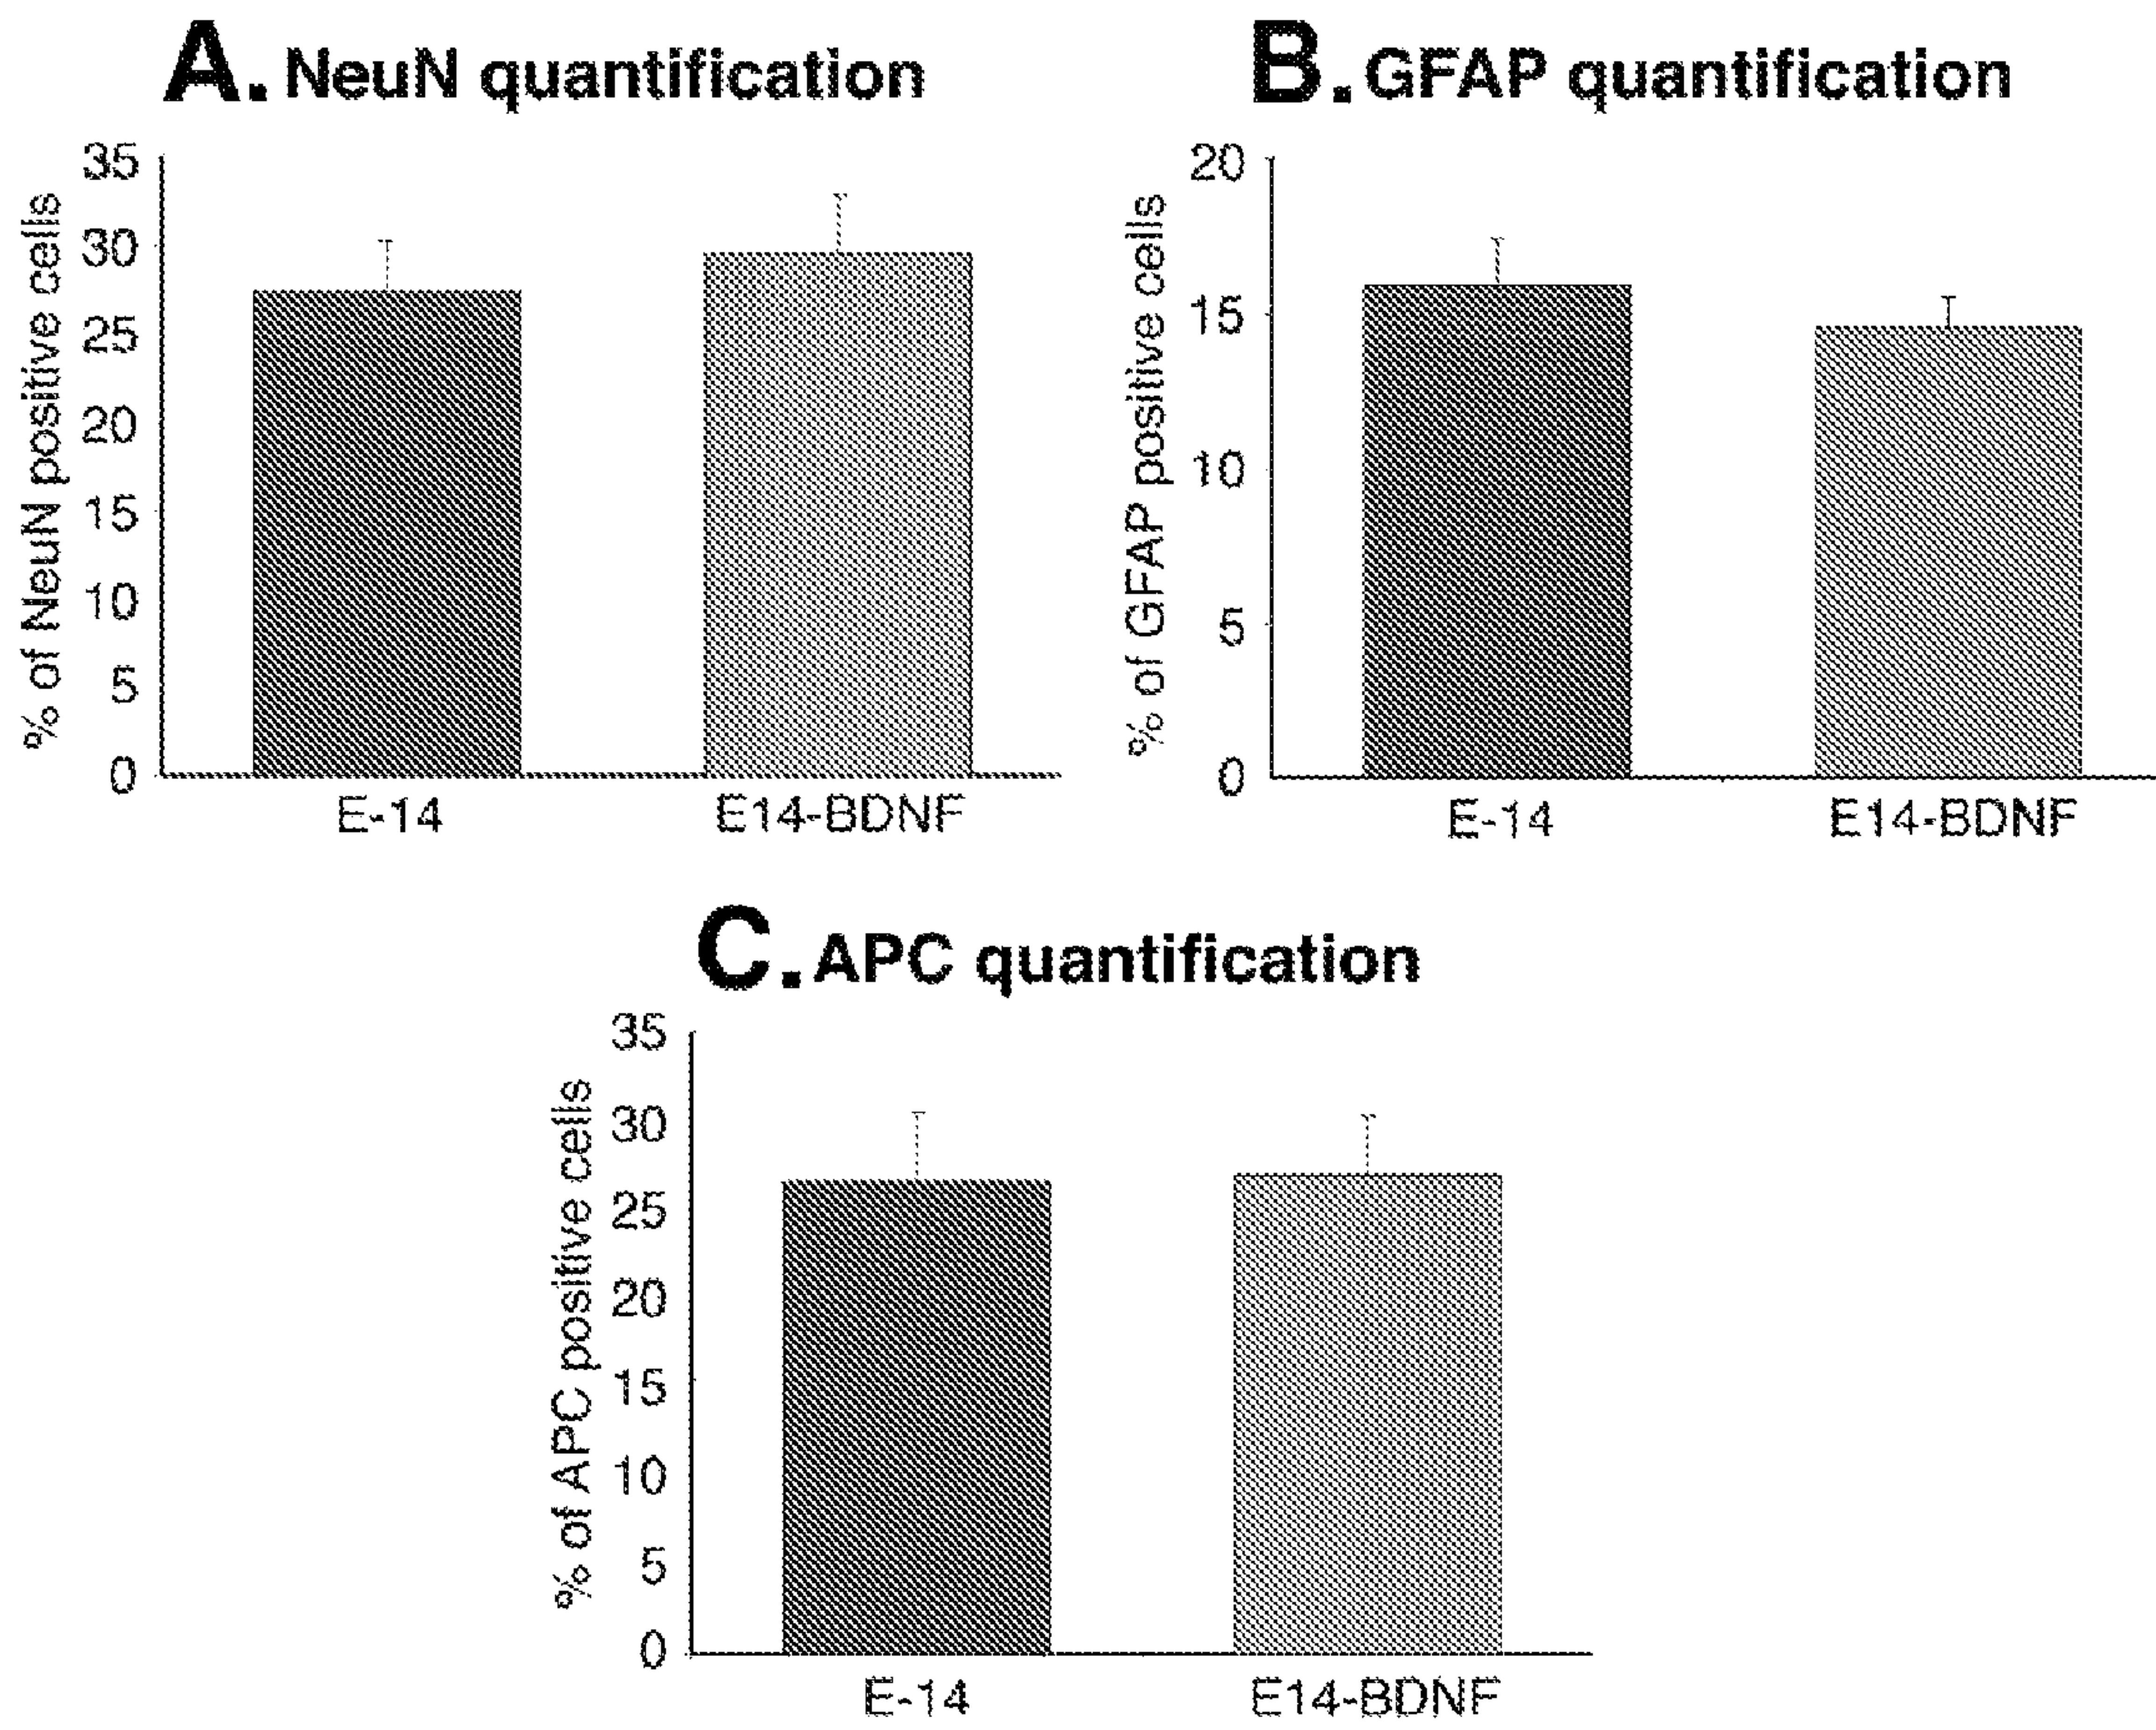 A. NeuN quantification
% of NeuN positive cells
35
30
25
20
15
10
5
0
E-14 E14-BDNF
B. GFAP quantification
% of GFAP positive cells
20
15
10
5
0
E-14 E14-BDNF
C. APC quantification
% of APC positive cells
35
30
25
20
15
10
5
0
E-14 E14-BDNF